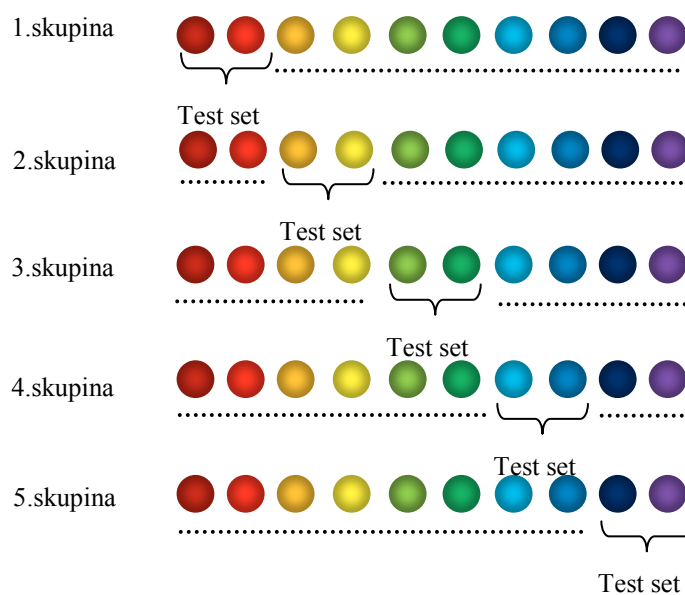 1.skupina
Test set
2.skupina
Test set
3.skupina
Test set
4.skupina
Test set
5.skupina
Test set